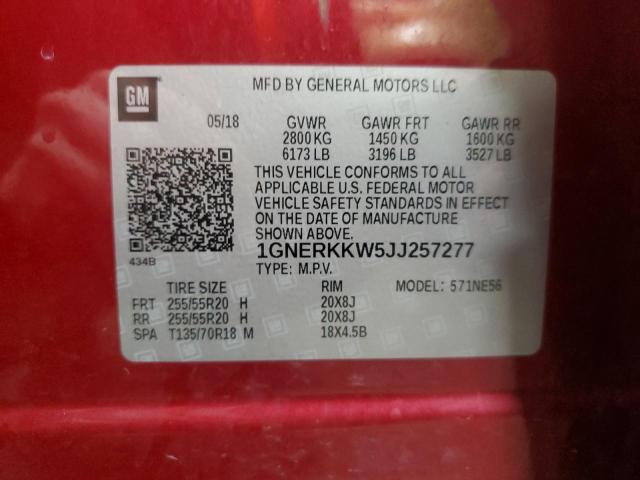 GM
MFD BY GENERAL MOTORS LLC
05/18 GVWR GAWR FRT GAWR RR
2800 KG 1450 KG 1600 KG
6173 LB 3196 LB 3527 LB
THIS VEHICLE CONFORMS TO ALL
APPLICABLE U.S. FEDERAL MOTOR
VEHICLE SAFETY STANDARDS IN EFFECT
ON THE DATE OF MANUFACTURE
SHOWN ABOVE.
434B
1GNERKKW5JJ257277
TYPE: M.P.V.
TIRE SIZE RIM MODEL: 571NE56
FRT 255/55R20 H 20X8J
RR 255/55R20 H 20X8J
SPA T135/70R18 M 18X4.5B